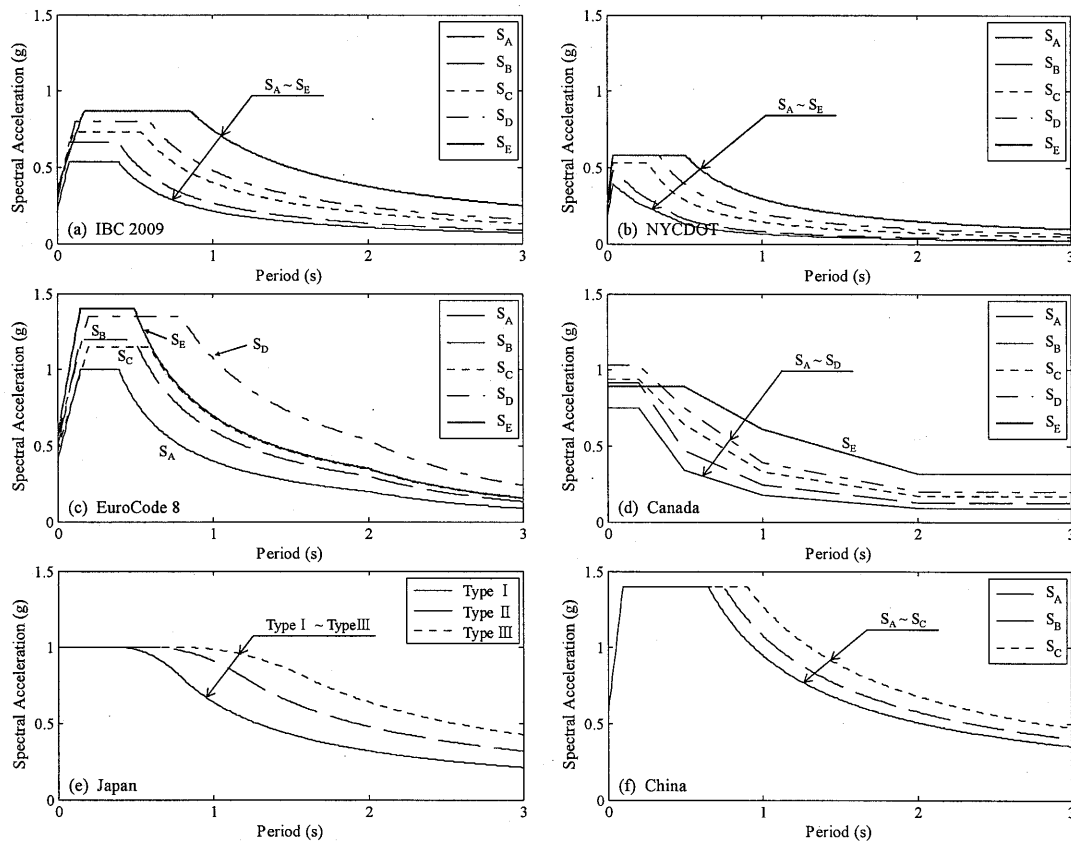 1.5
1
0.5
0
Spectral Acceleration (g)
S_A
S_B
S_C
S_D
S_E
S_A ~ S_E
(a) IBC 2009
0 1 2 3
Period (s)
1.5
1
0.5
0
Spectral Acceleration (g)
S_A
S_B
S_C
S_D
S_E
S_A ~ S_E
(b) NYCDOT
0 1 2 3
Period (s)
1.5
1
0.5
0
Spectral Acceleration (g)
S_A
S_B
S_C
S_D
S_E
S_B
S_C
S_E
S_D
S_A
(c) EuroCode 8
0 1 2 3
Period (s)
1.5
1
0.5
0
Spectral Acceleration (g)
S_A
S_B
S_C
S_D
S_E
S_A ~ S_D
S_E
(d) Canada
0 1 2 3
Period (s)
1.5
1
0.5
0
Spectral Acceleration (g)
Type Ⅰ
Type Ⅱ
Type Ⅲ
Type Ⅰ ~ TypeⅢ
(e) Japan
0 1 2 3
Period (s)
1.5
1
0.5
0
Spectral Acceleration (g)
S_A
S_B
S_C
S_A ~ S_C
(f) China
0 1 2 3
Period (s)